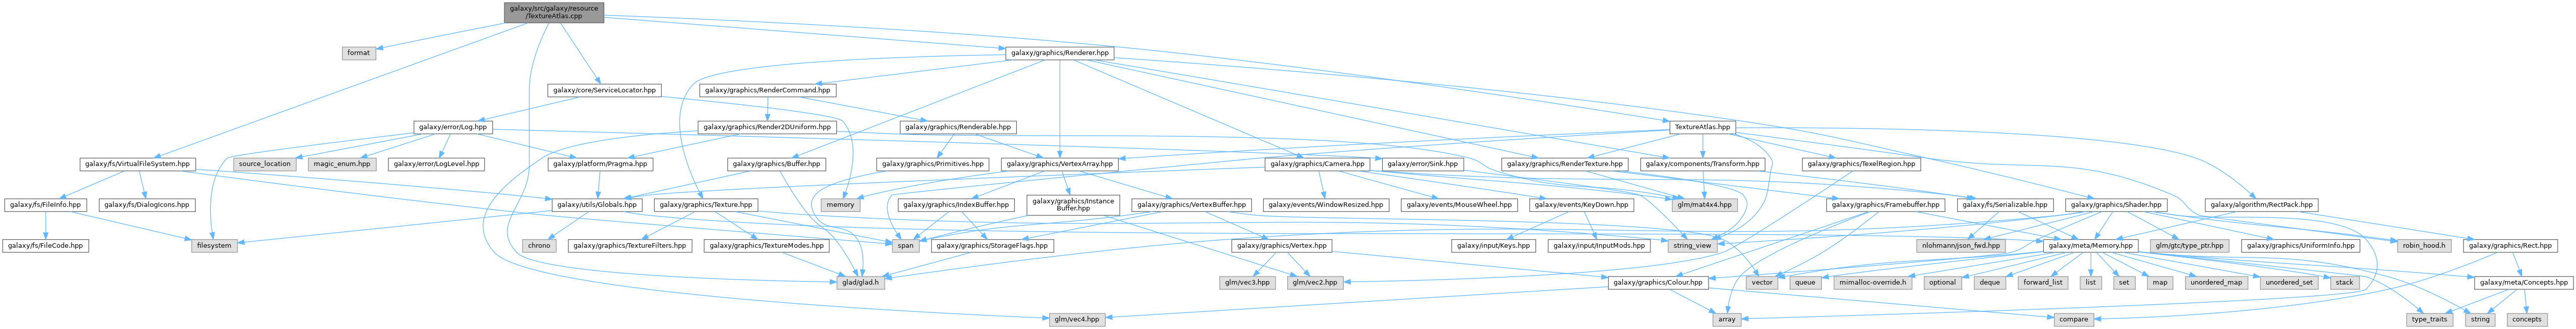 galaxy/src/galaxy/resource
/TextureAtlas.cpp
format
galaxy/graphics/Renderer.hpp
galaxy/core/ServiceLocator.hpp
galaxy/graphics/RenderCommand.hpp
galaxy/error/Log.hpp
galaxy/graphics/Render2DUniform.hpp
galaxy/graphics/Renderable.hpp
TextureAtlas.hpp
galaxy/fs/VirtualFileSystem.hpp
source_location
magic_enum.hpp
galaxy/error/LogLevel.hpp
galaxy/platform/Pragma.hpp
galaxy/graphics/Buffer.hpp
galaxy/graphics/Primitives.hpp
galaxy/graphics/VertexArray.hpp
galaxy/graphics/Camera.hpp
galaxy/error/Sink.hpp
galaxy/graphics/RenderTexture.hpp
galaxy/components/Transform.hpp
galaxy/graphics/TexelRegion.hpp
galaxy/fs/FileInfo.hpp
galaxy/fs/DialogIcons.hpp
galaxy/utils/Globals.hpp
galaxy/graphics/Texture.hpp
memory
galaxy/graphics/IndexBuffer.hpp
galaxy/graphics/Instance
Buffer.hpp
galaxy/graphics/VertexBuffer.hpp
galaxy/events/WindowResized.hpp
galaxy/events/MouseWheel.hpp
galaxy/events/KeyDown.hpp
glm/mat4x4.hpp
galaxy/graphics/Framebuffer.hpp
galaxy/fs/Serializable.hpp
galaxy/graphics/Shader.hpp
galaxy/algorithm/RectPack.hpp
galaxy/fs/FileCode.hpp
filesystem
chrono
galaxy/graphics/TextureFilters.hpp
galaxy/graphics/TextureModes.hpp
span
galaxy/graphics/StorageFlags.hpp
galaxy/graphics/Vertex.hpp
galaxy/input/Keys.hpp
galaxy/input/InputMods.hpp
string_view
nlohmann/json_fwd.hpp
galaxy/meta/Memory.hpp
glm/gtc/type_ptr.hpp
galaxy/graphics/UniformInfo.hpp
robin_hood.h
galaxy/graphics/Rect.hpp
glad/glad.h
glm/vec3.hpp
glm/vec2.hpp
galaxy/graphics/Colour.hpp
vector
queue
mimalloc-override.h
optional
deque
forward_list
list
set
map
unordered_map
unordered_set
stack
galaxy/meta/Concepts.hpp
glm/vec4.hpp
array
compare
type_traits
string
concepts